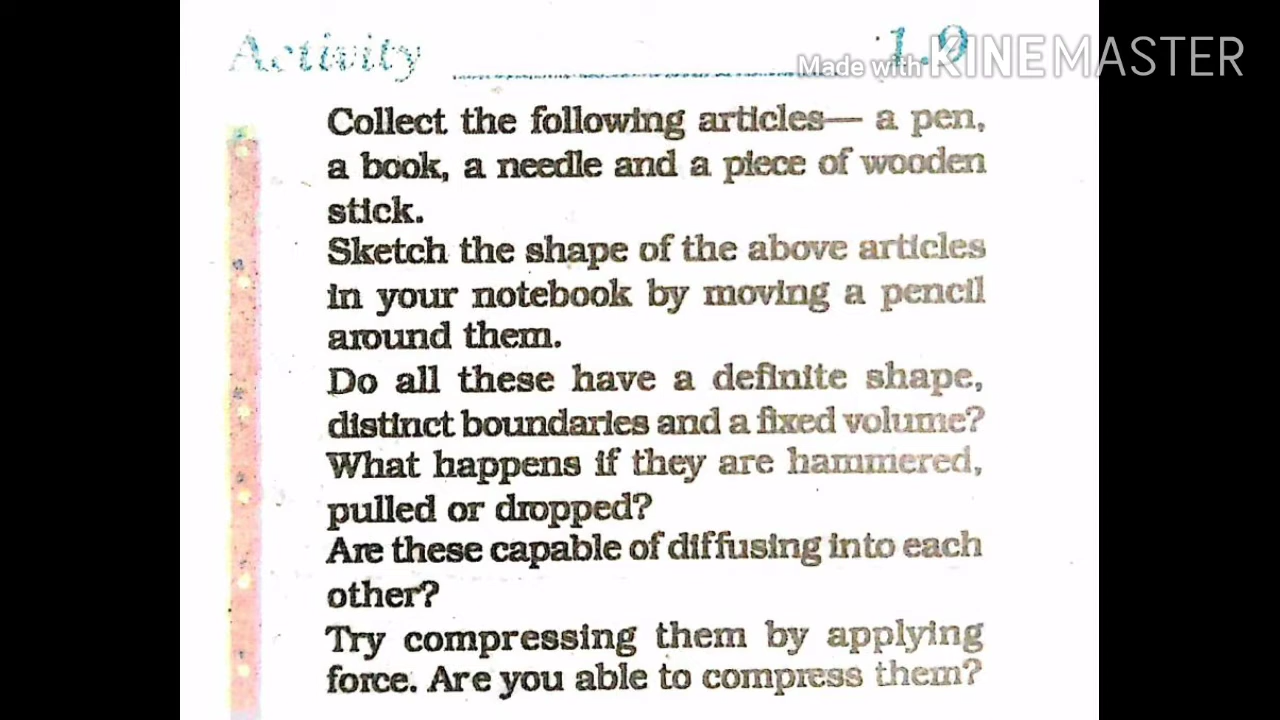 Activity 1.9
Made with KINEMASTER
Collect the following articles— a pen,
a book, a needle and a piece of wooden
stick.
Sketch the shape of the above articles
in your notebook by moving a pencil
around them.
Do all these have a definite shape,
distinct boundaries and a fixed volume?
What happens if they are hammered,
pulled or dropped?
Are these capable of diffusing into each
other?
Try compressing them by applying
force. Are you able to compress them?